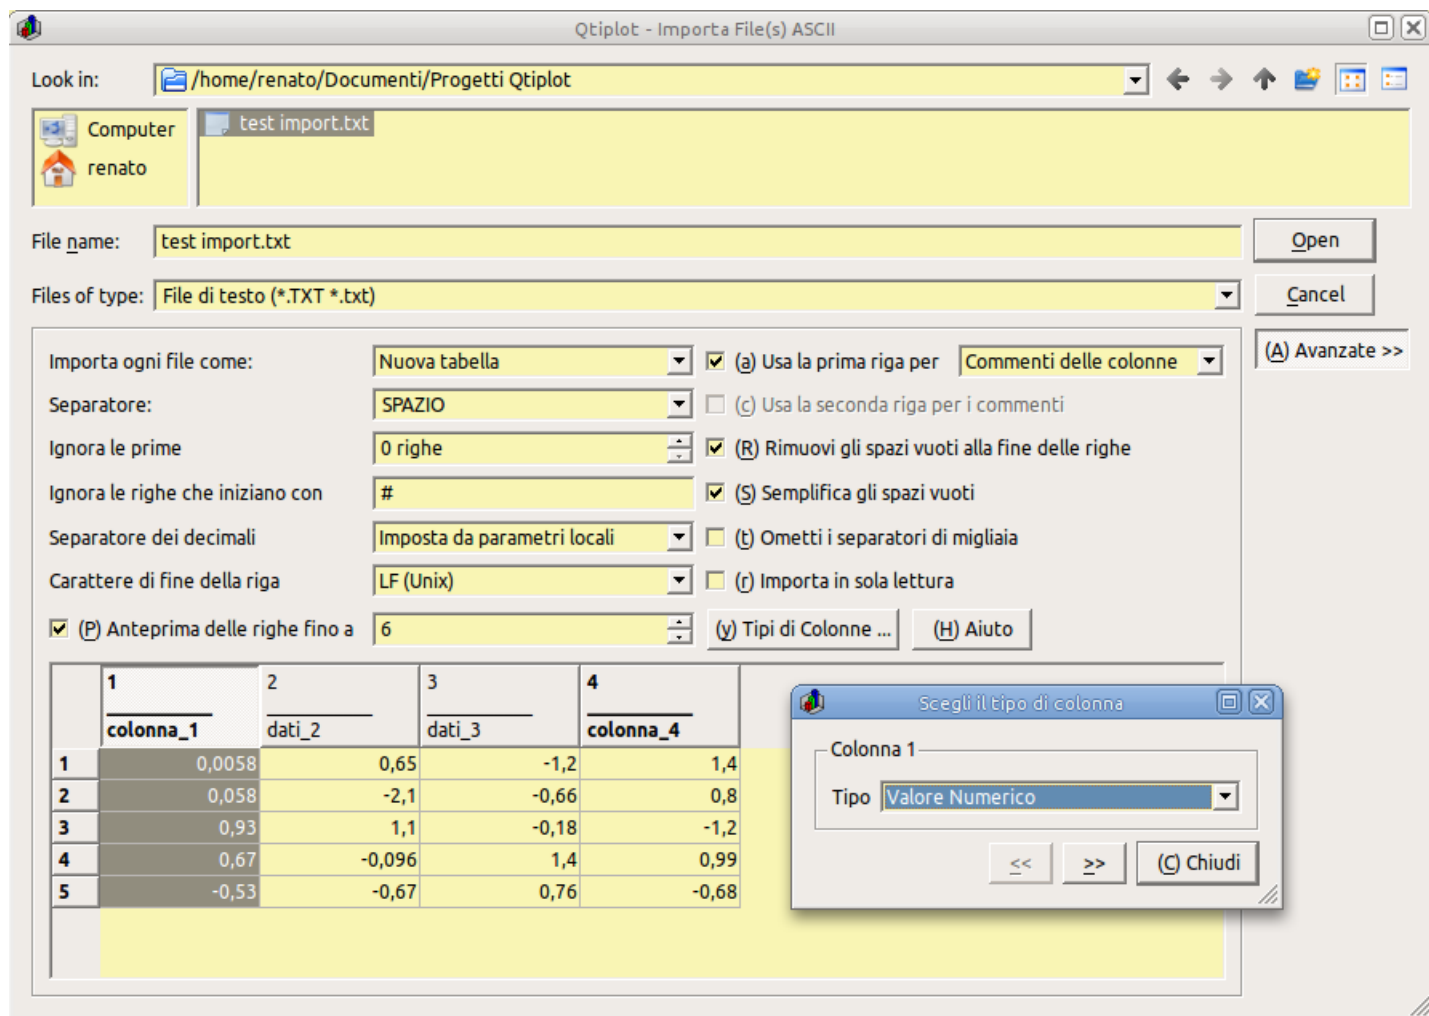 Qtiplot - Importa File(s) ASCII
Look in: /home/renato/Documenti/Progetti Qtiplot
Computer
renato
test import.txt
File name: test import.txt Open
Files of type: File di testo (*.TXT *.txt) Cancel
(A) Avanzate >>
Importa ogni file come: Nuova tabella (a) Usa la prima riga per Commenti delle colonne
Separatore: SPAZIO (c) Usa la seconda riga per i commenti
Ignora le prime 0 righe (R) Rimuovi gli spazi vuoti alla fine delle righe
Ignora le righe che iniziano con # (S) Semplifica gli spazi vuoti
Separatore dei decimali Imposta da parametri locali (t) Ometti i separatori di migliaia
Carattere di fine della riga LF (Unix) (r) Importa in sola lettura
(P) Anteprima delle righe fino a 6 (y) Tipi di Colonne ... (H) Aiuto
1 2 3 4
colonna_1 dati_2 dati_3 colonna_4
1 0,0058 0,65 -1,2 1,4
2 0,058 -2,1 -0,66 0,8
3 0,93 1,1 -0,18 -1,2
4 0,67 -0,096 1,4 0,99
5 -0,53 -0,67 0,76 -0,68
Scegli il tipo di colonna
Colonna 1
Tipo Valore Numerico
<< >> (C) Chiudi